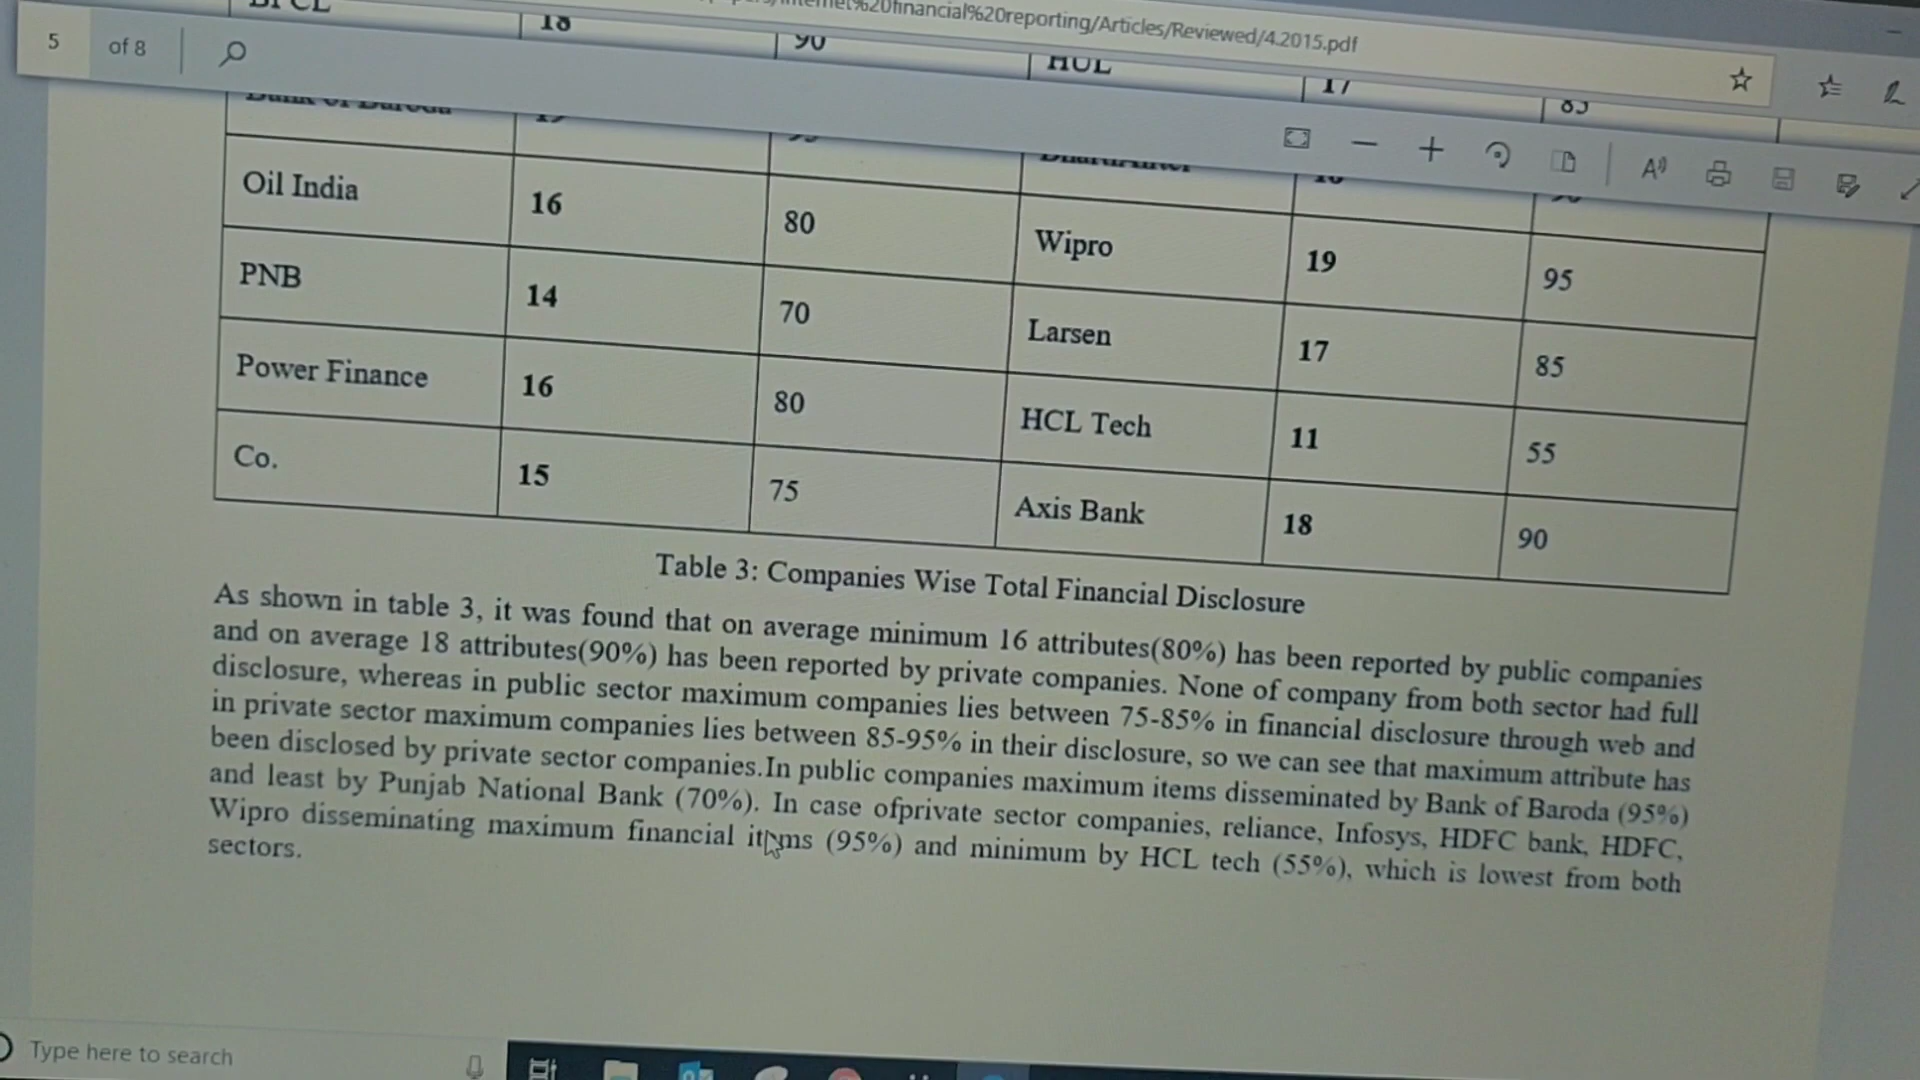 financial%20reporting/Articles/Reviewed/4.2015.pdf
5 of 8
18 90 HUL 17 85
Oil India 16 80 Wipro 19 95
PNB 14 70 Larsen 17 85
Power Finance 16 80 HCL Tech 11 55
Co. 15 75 Axis Bank 18 90
Table 3: Companies Wise Total Financial Disclosure
As shown in table 3, it was found that on average minimum 16 attributes(80%) has been reported by public companies
and on average 18 attributes(90%) has been reported by private companies. None of company from both sector had full
disclosure, whereas in public sector maximum companies lies between 75-85% in financial disclosure through web and
in private sector maximum companies lies between 85-95% in their disclosure, so we can see that maximum attribute has
been disclosed by private sector companies.In public companies maximum items disseminated by Bank of Baroda (95%)
and least by Punjab National Bank (70%). In case ofprivate sector companies, reliance, Infosys, HDFC bank, HDFC,
Wipro disseminating maximum financial items (95%) and minimum by HCL tech (55%), which is lowest from both
sectors.
Type here to search